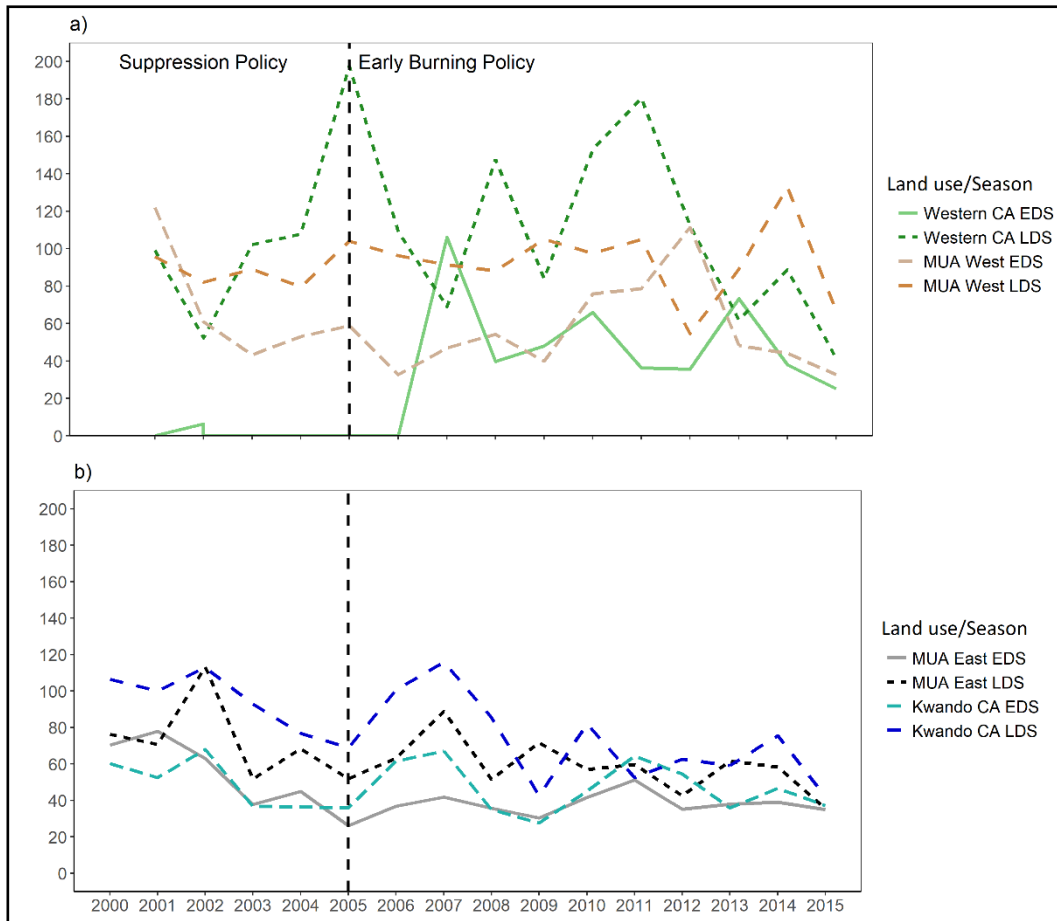 a)
Suppression Policy Early Burning Policy
200
180
160
140
120
100
80
60
40
20
0
Land use/Season
Western CA EDS
Western CA LDS
MUA West EDS
MUA West LDS
b)
200
180
160
140
120
100
80
60
40
20
0
Land use/Season
MUA East EDS
MUA East LDS
Kwando CA EDS
Kwando CA LDS
2000 2001 2002 2003 2004 2005 2006 2007 2008 2009 2010 2011 2012 2013 2014 2015